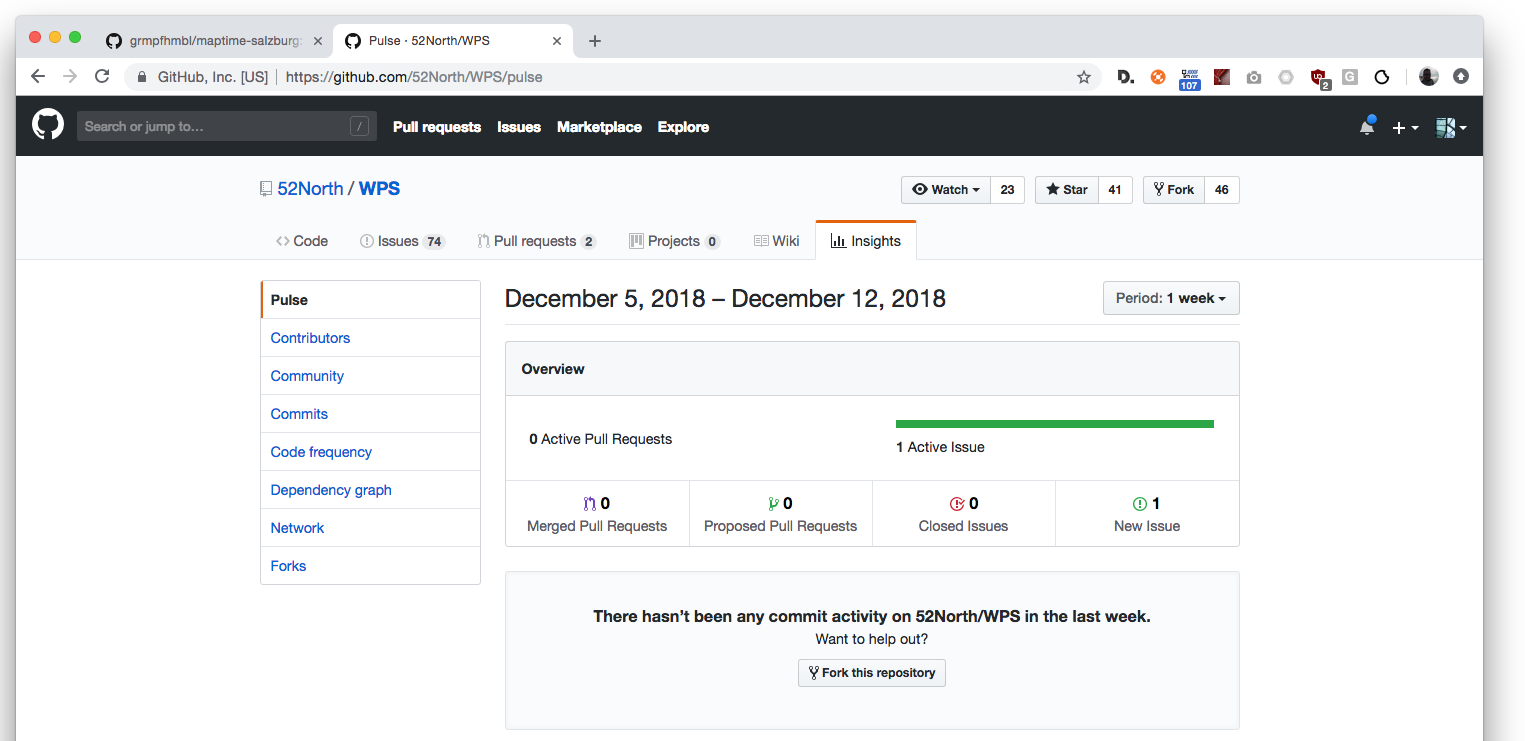 grmpfhmbl/maptime-salzburg:
Pulse · 52North/WPS
GitHub, Inc. [US] | https://github.com/52North/WPS/pulse
D.
107
2
G
Search or jump to…
/
Pull requests Issues Marketplace Explore
52North / WPS
Watch 23
Star 41
Fork 46
Code
Issues 74
Pull requests 2
Projects 0
Wiki
Insights
Pulse
Contributors
Community
Commits
Code frequency
Dependency graph
Network
Forks
December 5, 2018 – December 12, 2018
Period: 1 week
Overview
0 Active Pull Requests
1 Active Issue
0
Merged Pull Requests
0
Proposed Pull Requests
0
Closed Issues
1
New Issue
There hasn’t been any commit activity on 52North/WPS in the last week.
Want to help out?
Fork this repository